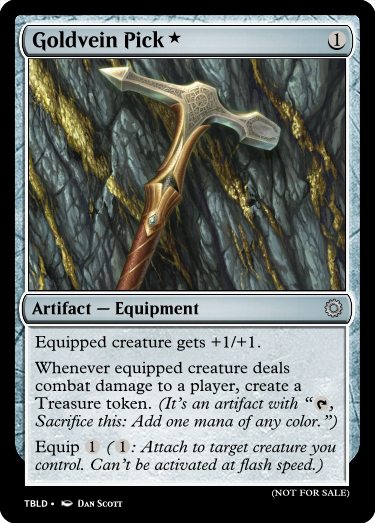 Goldvein Pick ★ 1
Artifact — Equipment
Equipped creature gets +1/+1.
Whenever equipped creature deals
combat damage to a player, create a
Treasure token. (It's an artifact with “,
Sacrifice this: Add one mana of any color.”)
Equip 1 (1: Attach to target creature you
control. Can't be activated at flash speed.)
(NOT FOR SALE)
TBLD • Dan Scott